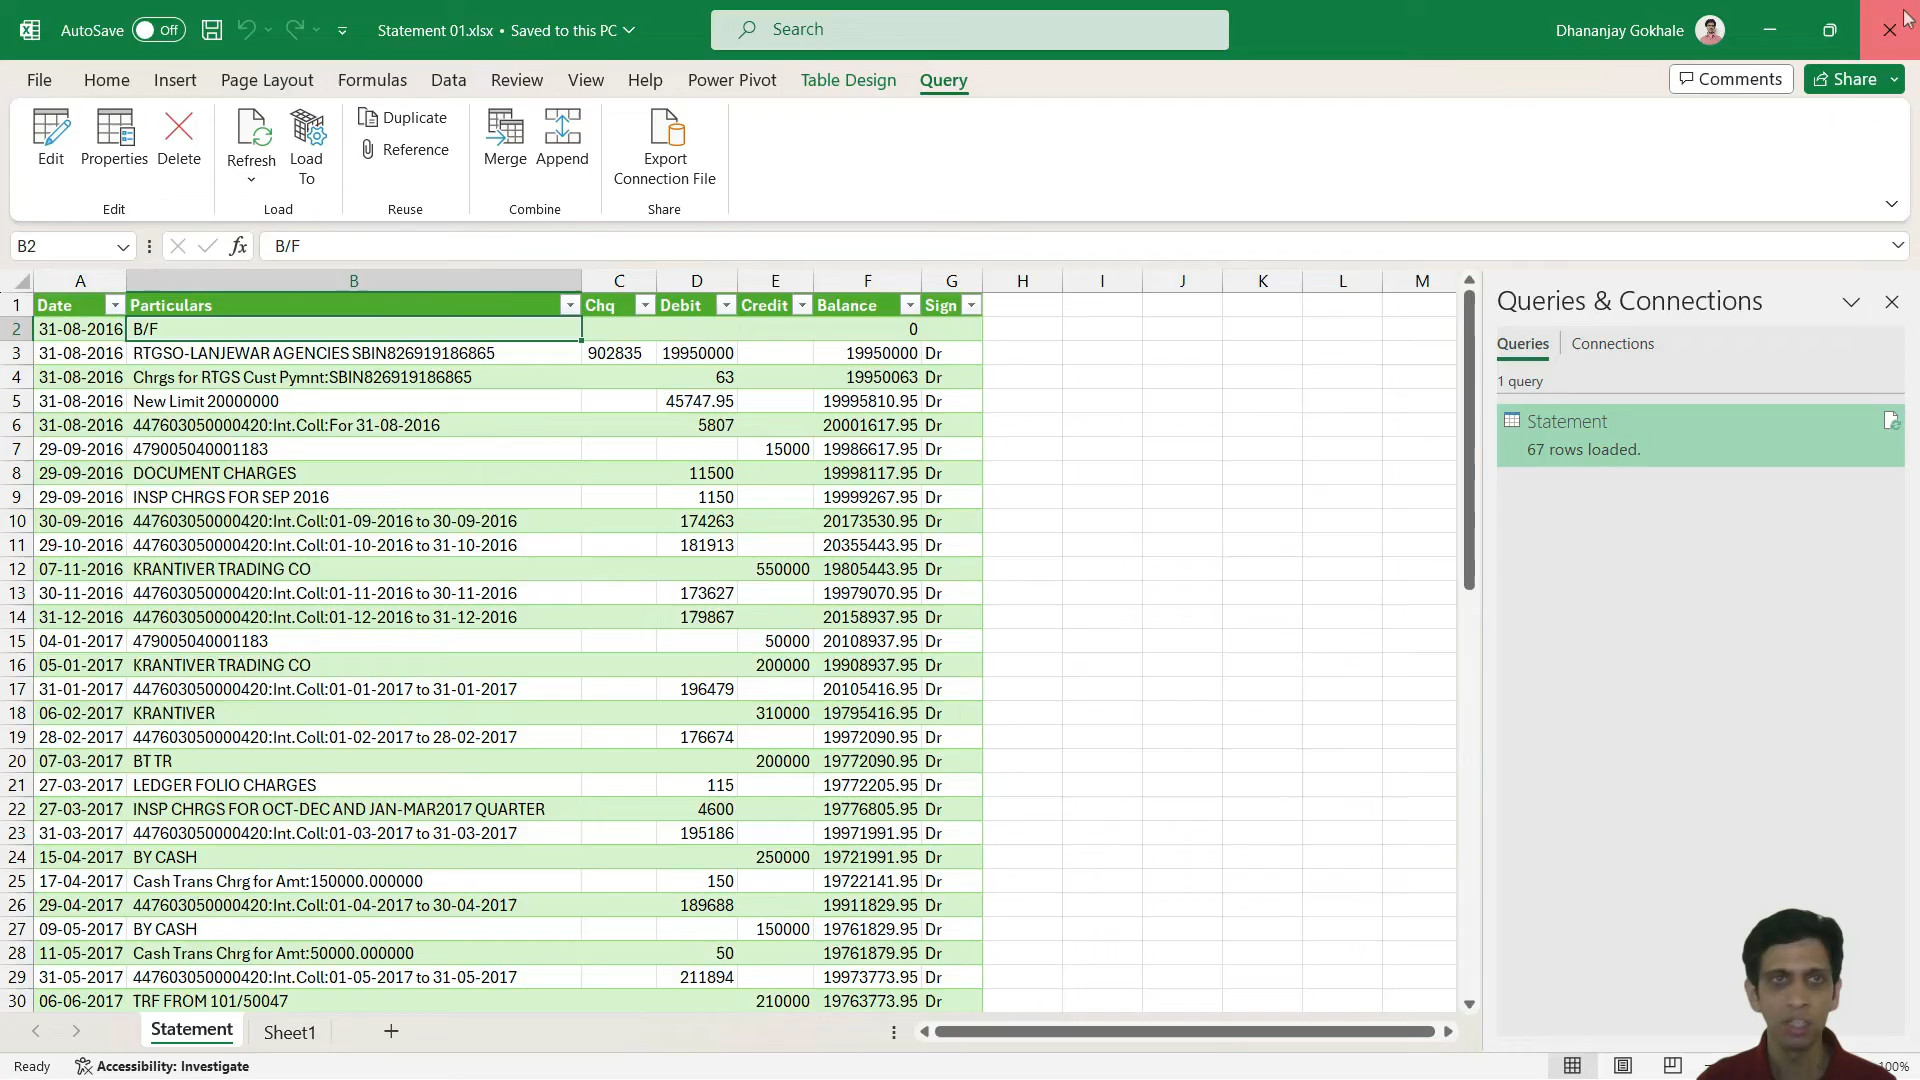 AutoSave Off Statement 01.xlsx • Saved to this PC Search Dhananjay Gokhale
File Home Insert Page Layout Formulas Data Review View Help Power Pivot Table Design Query Comments Share
Edit Properties Delete Refresh Load To Duplicate Reference Merge Append Export Connection File
Edit Load Reuse Combine Share
B2 fx B/F
A B C D E F G H I J K L M
1 Date Particulars Chq Debit Credit Balance Sign
2 31-08-2016 B/F 0
3 31-08-2016 RTGSO-LANJEWAR AGENCIES SBIN826919186865 902835 19950000 19950000 Dr
4 31-08-2016 Chrgs for RTGS Cust Pymnt:SBIN826919186865 63 19950063 Dr
5 31-08-2016 New Limit 20000000 45747.95 19995810.95 Dr
6 31-08-2016 447603050000420:Int.Coll:For 31-08-2016 5807 20001617.95 Dr
7 29-09-2016 479005040001183 15000 19986617.95 Dr
8 29-09-2016 DOCUMENT CHARGES 11500 19998117.95 Dr
9 29-09-2016 INSP CHRGS FOR SEP 2016 1150 19999267.95 Dr
10 30-09-2016 447603050000420:Int.Coll:01-09-2016 to 30-09-2016 174263 20173530.95 Dr
11 29-10-2016 447603050000420:Int.Coll:01-10-2016 to 31-10-2016 181913 20355443.95 Dr
12 07-11-2016 KRANTIVER TRADING CO 550000 19805443.95 Dr
13 30-11-2016 447603050000420:Int.Coll:01-11-2016 to 30-11-2016 173627 19979070.95 Dr
14 31-12-2016 447603050000420:Int.Coll:01-12-2016 to 31-12-2016 179867 20158937.95 Dr
15 04-01-2017 479005040001183 50000 20108937.95 Dr
16 05-01-2017 KRANTIVER TRADING CO 200000 19908937.95 Dr
17 31-01-2017 447603050000420:Int.Coll:01-01-2017 to 31-01-2017 196479 20105416.95 Dr
18 06-02-2017 KRANTIVER 310000 19795416.95 Dr
19 28-02-2017 447603050000420:Int.Coll:01-02-2017 to 28-02-2017 176674 19972090.95 Dr
20 07-03-2017 BT TR 200000 19772090.95 Dr
21 27-03-2017 LEDGER FOLIO CHARGES 115 19772205.95 Dr
22 27-03-2017 INSP CHRGS FOR OCT-DEC AND JAN-MAR2017 QUARTER 4600 19776805.95 Dr
23 31-03-2017 447603050000420:Int.Coll:01-03-2017 to 31-03-2017 195186 19971991.95 Dr
24 15-04-2017 BY CASH 250000 19721991.95 Dr
25 17-04-2017 Cash Trans Chrg for Amt:150000.000000 150 19722141.95 Dr
26 29-04-2017 447603050000420:Int.Coll:01-04-2017 to 30-04-2017 189688 19911829.95 Dr
27 09-05-2017 BY CASH 150000 19761829.95 Dr
28 11-05-2017 Cash Trans Chrg for Amt:50000.000000 50 19761879.95 Dr
29 31-05-2017 447603050000420:Int.Coll:01-05-2017 to 31-05-2017 211894 19973773.95 Dr
30 06-06-2017 TRF FROM 101/50047 210000 19763773.95 Dr
Queries & Connections
Queries Connections
1 query
Statement
67 rows loaded.
Statement Sheet1
Ready Accessibility: Investigate 100%